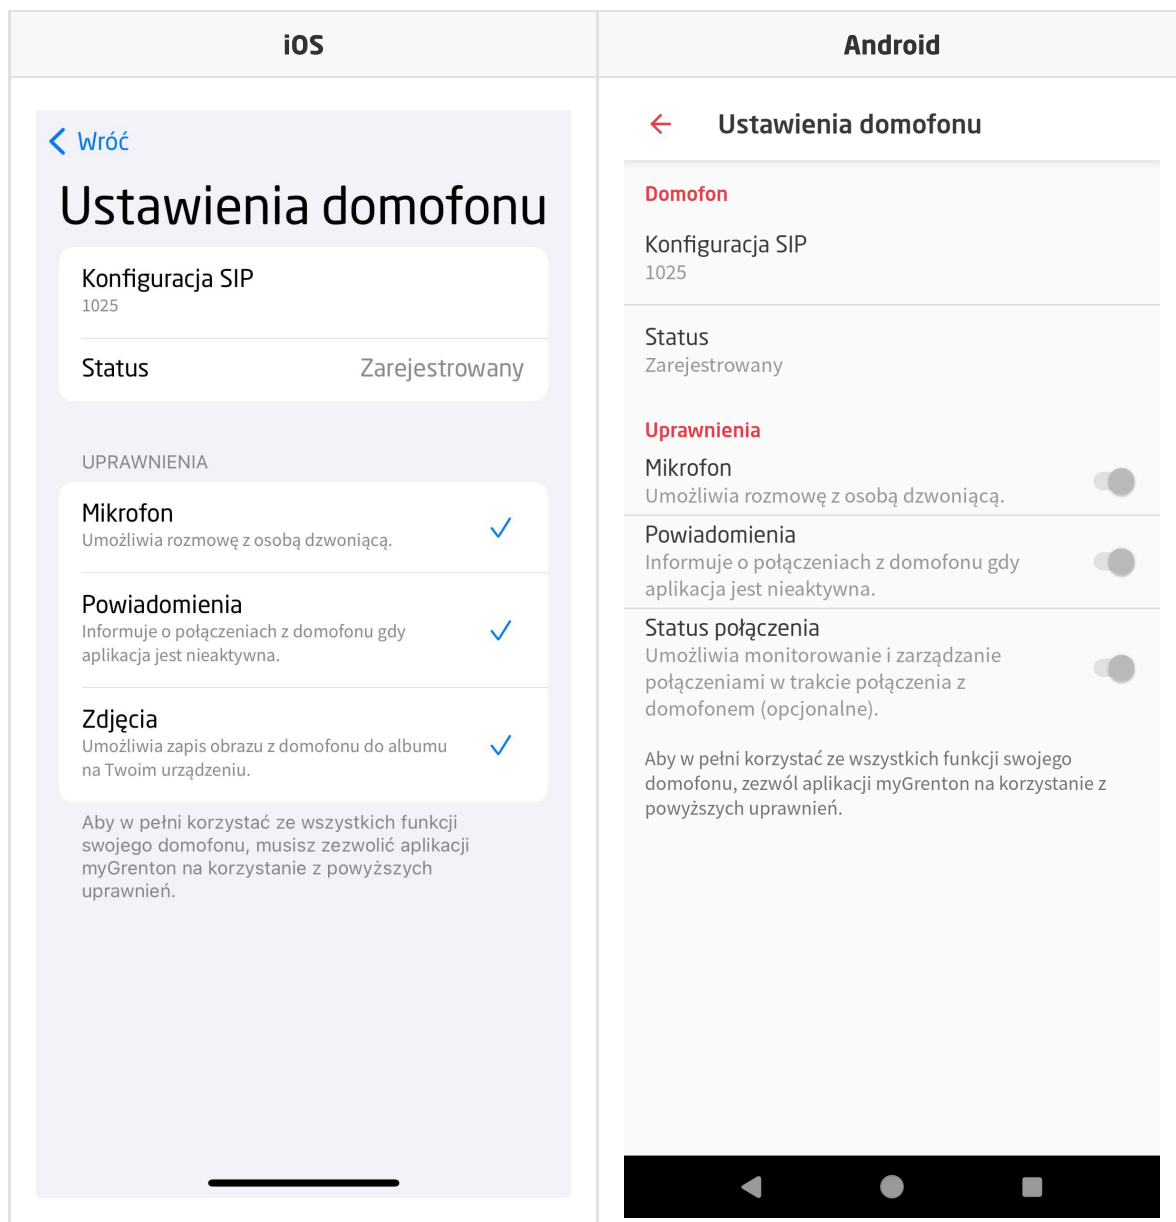 iOS
Wróć
Ustawienia domofonu
Konfiguracja SIP
1025
Status
Zarejestrowany
UPRAWNIENIA
Mikrofon
Umożliwia rozmowę z osobą dzwoniącą.
Powiadomienia
Informuje o połączeniach z domofonu gdy
aplikacja jest nieaktywna.
Zdjęcia
Umożliwia zapis obrazu z domofonu do albumu
na Twoim urządzeniu.
Aby w pełni korzystać ze wszystkich funkcji
swojego domofonu, musisz zezwolić aplikacji
myGrenton na korzystanie z powyższych
uprawnień.
Android
Ustawienia domofonu
Domofon
Konfiguracja SIP
1025
Status
Zarejestrowany
Uprawnienia
Mikrofon
Umożliwia rozmowę z osobą dzwoniącą.
Powiadomienia
Informuje o połączeniach z domofonu gdy
aplikacja jest nieaktywna.
Status połączenia
Umożliwia monitorowanie i zarządzanie
połączeniami w trakcie połączenia z
domofonem (opcjonalne).
Aby w pełni korzystać ze wszystkich funkcji swojego
domofonu, zezwól aplikacji myGrenton na korzystanie z
powyższych uprawnień.